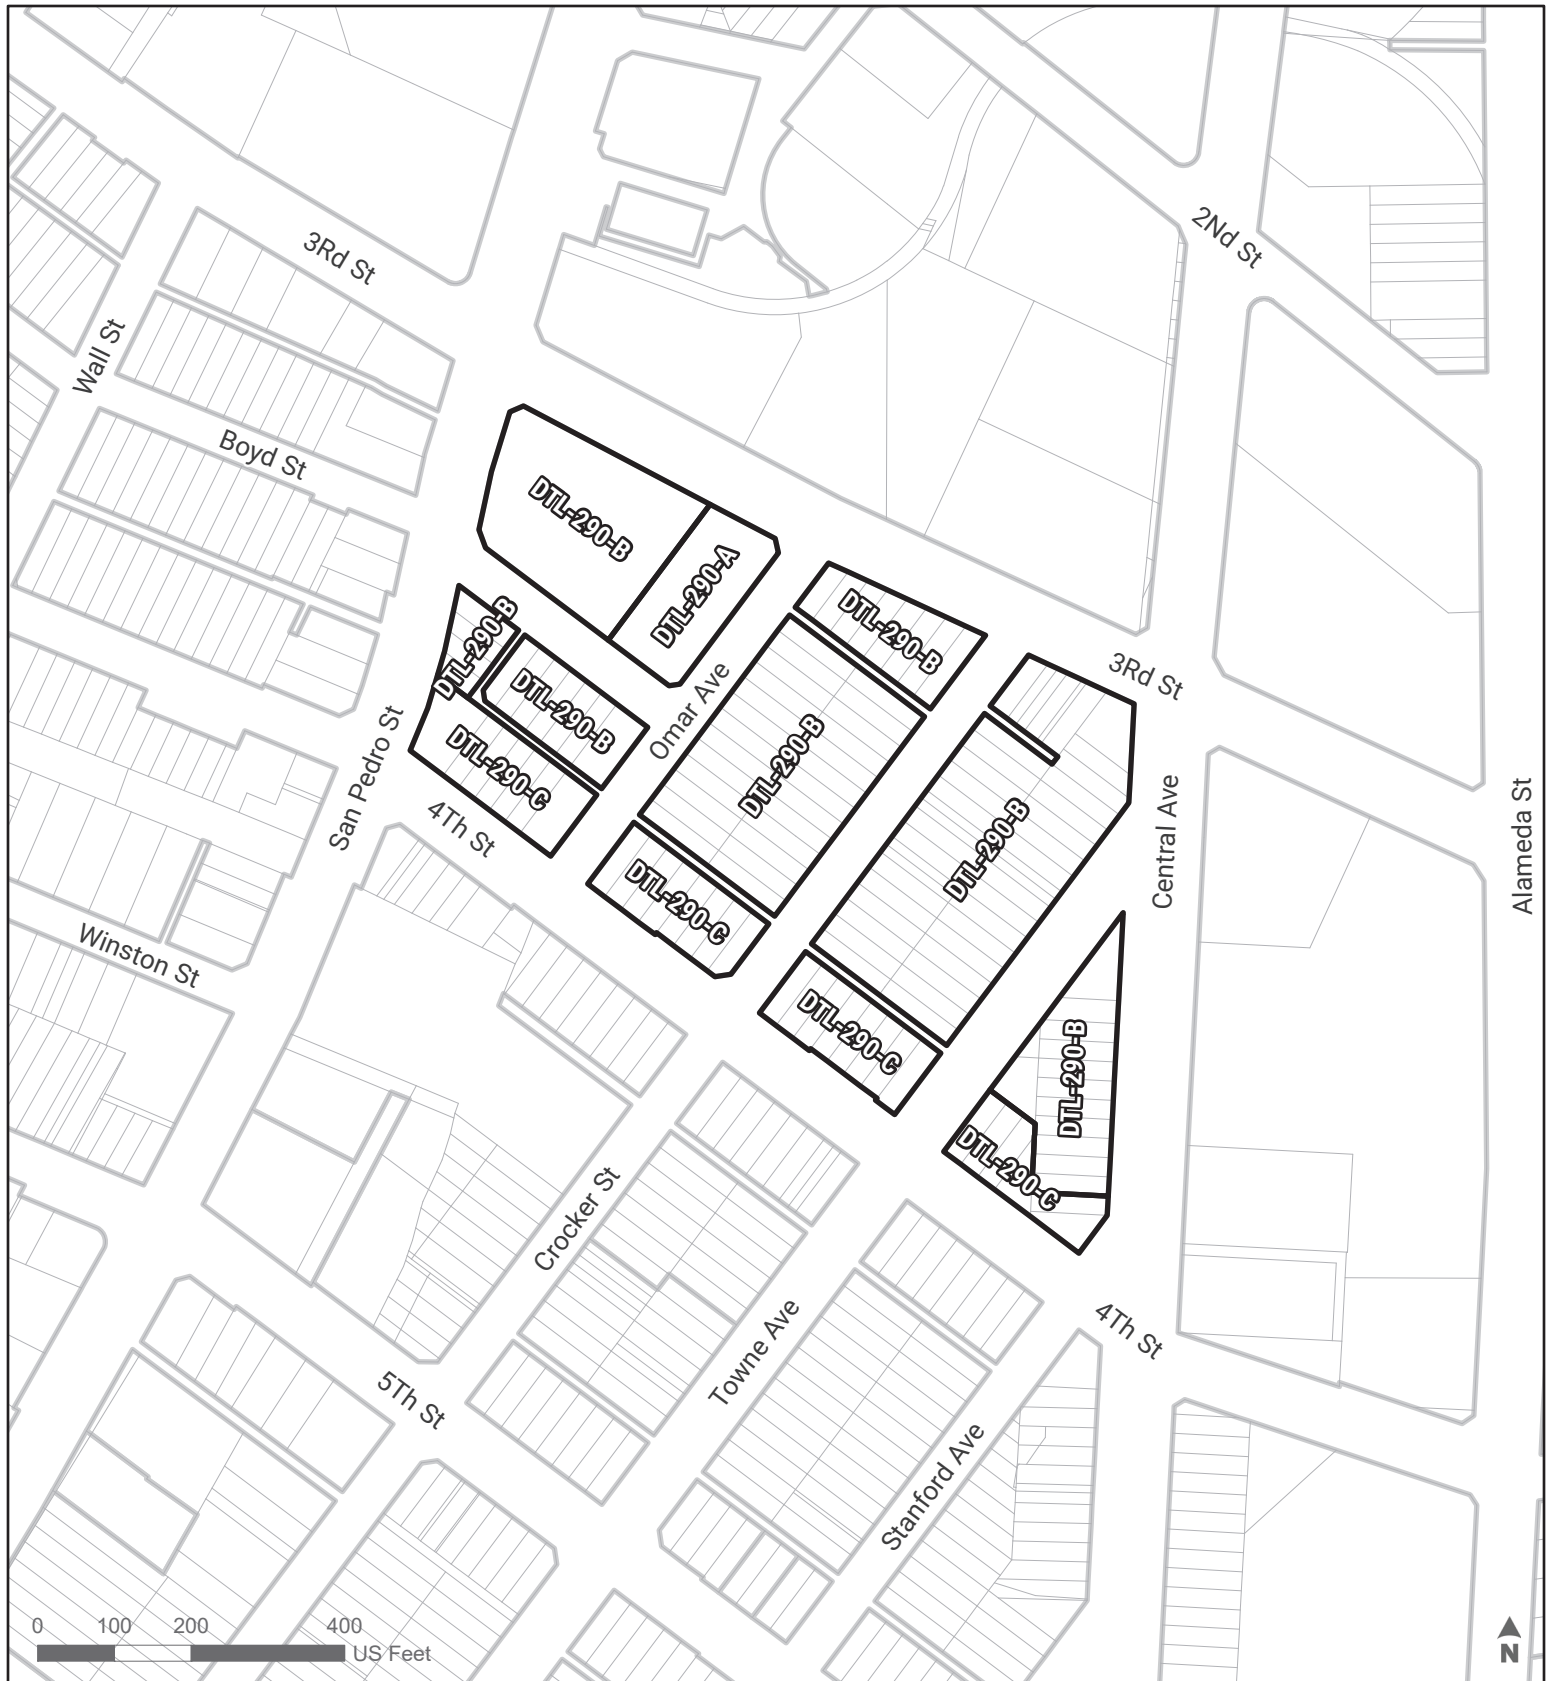 2Nd St
3Rd St
Wall St
Boyd St
DTL-290-B
DTL-290-A
DTL-290-B
DTL-290-B
DTL-290-B
3Rd St
Omar Ave
DTL-290-C
DTL-290-B
San Pedro St
4Th St
DTL-290-B
Central Ave
Alameda St
DTL-290-C
Winston St
DTL-290-C
DTL-290-B
DTL-290-C
Crocker St
4Th St
Towne Ave
5Th St
Stanford Ave
0 100 200 400
US Feet
N